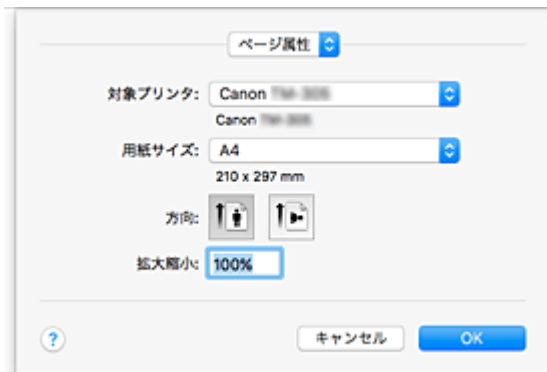 ページ属性
対象プリンタ: Canon
Canon
用紙サイズ: A4
210 x 297 mm
方向:
拡大縮小: 100%
? キャンセル OK